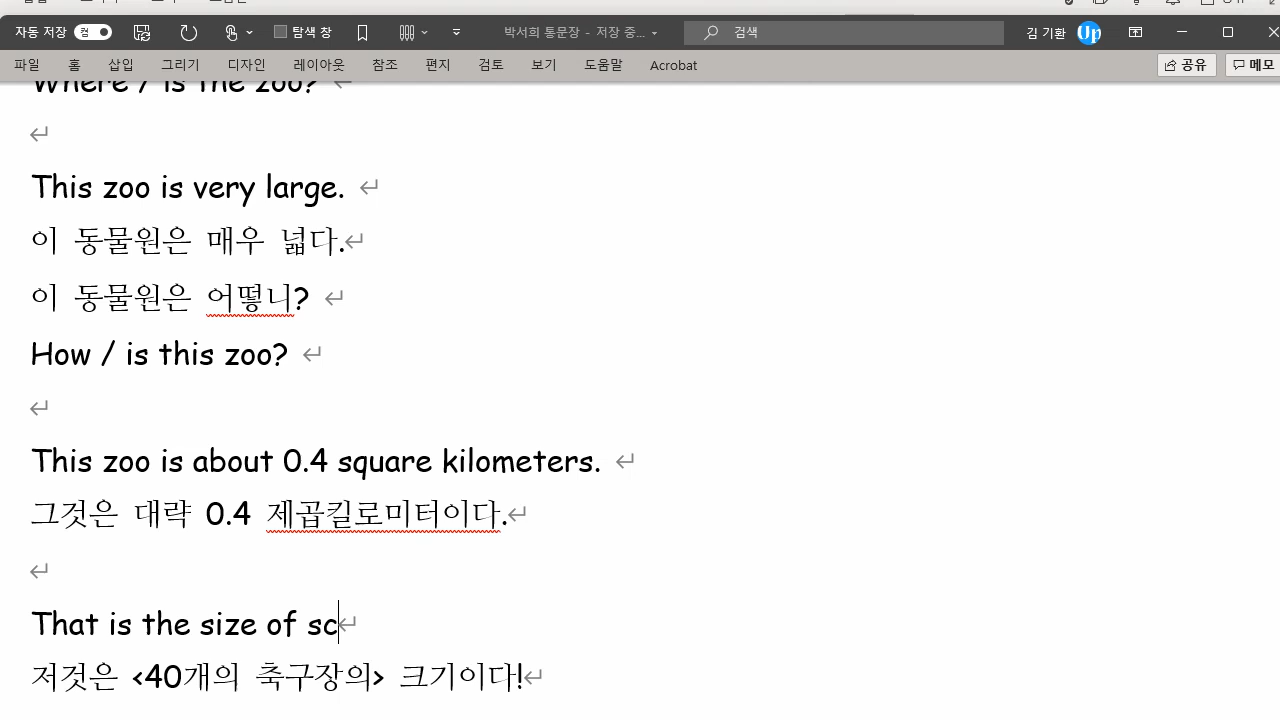 자동 저장 컴 탐색 창 박서희 통문장 - 저장 중... 검색 김 기환 Up
파일 홈 삽입 그리기 디자인 레이아웃 참조 편지 검토 보기 도움말 Acrobat 공유 메모
Where / is the zoo?
This zoo is very large.
이 동물원은 매우 넓다.
이 동물원은 어떻니?
How / is this zoo?
This zoo is about 0.4 square kilometers.
그것은 대략 0.4 제곱킬로미터이다.
That is the size of sc
저것은 <40개의 축구장의> 크기이다!